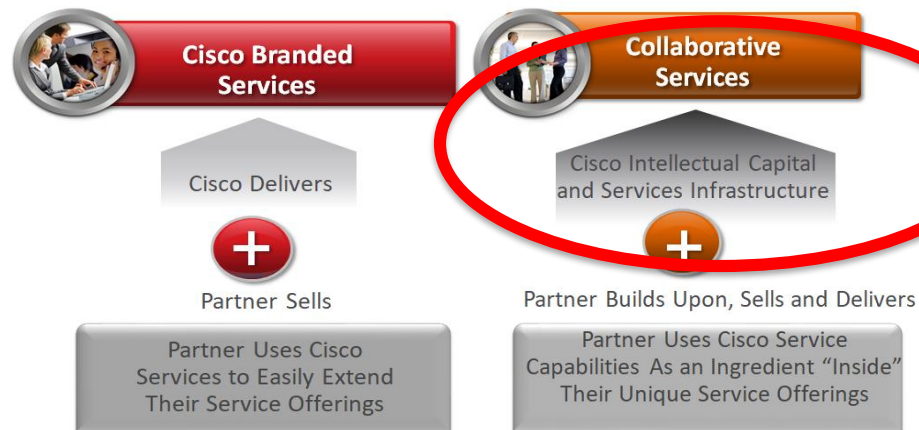 Cisco Branded
Services
Cisco Delivers
+
Partner Sells
Partner Uses Cisco
Services to Easily Extend
Their Service Offerings
Collaborative
Services
Cisco Intellectual Capital
and Services Infrastructure
+
Partner Builds Upon, Sells and Delivers
Partner Uses Cisco Service
Capabilities As an Ingredient “Inside”
Their Unique Service Offerings